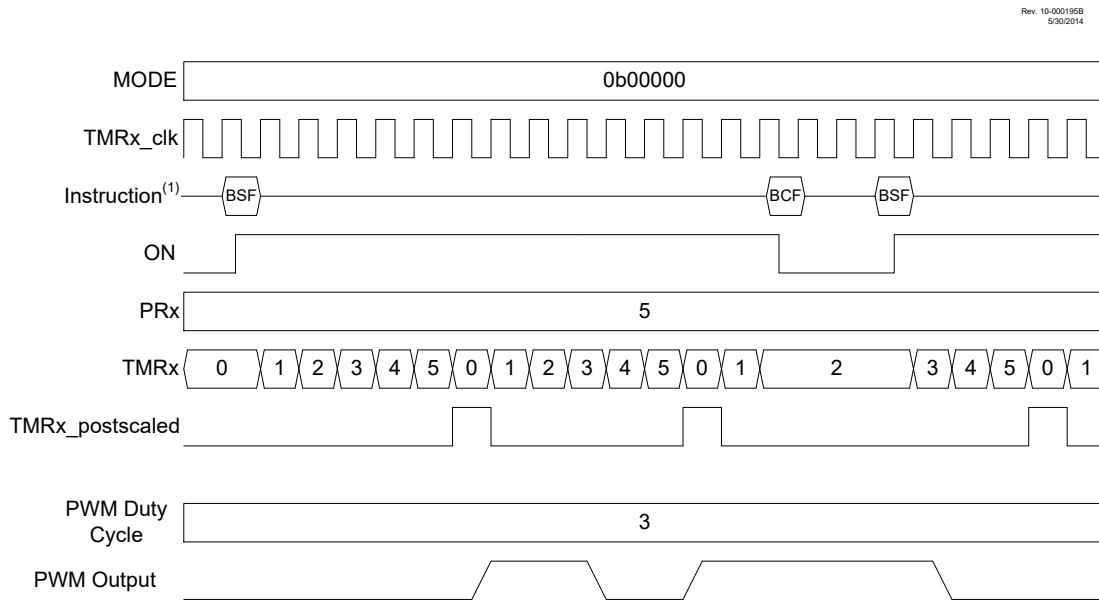 Rev. 10-000195B
5/30/2014
MODE 0b00000
TMRx_clk
Instruction(1) BSF BCF BSF
ON
PRx 5
TMRx 0 1 2 3 4 5 0 1 2 3 4 5 0 1 2 3 4 5 0 1
TMRx_postscaled
PWM Duty
Cycle 3
PWM Output